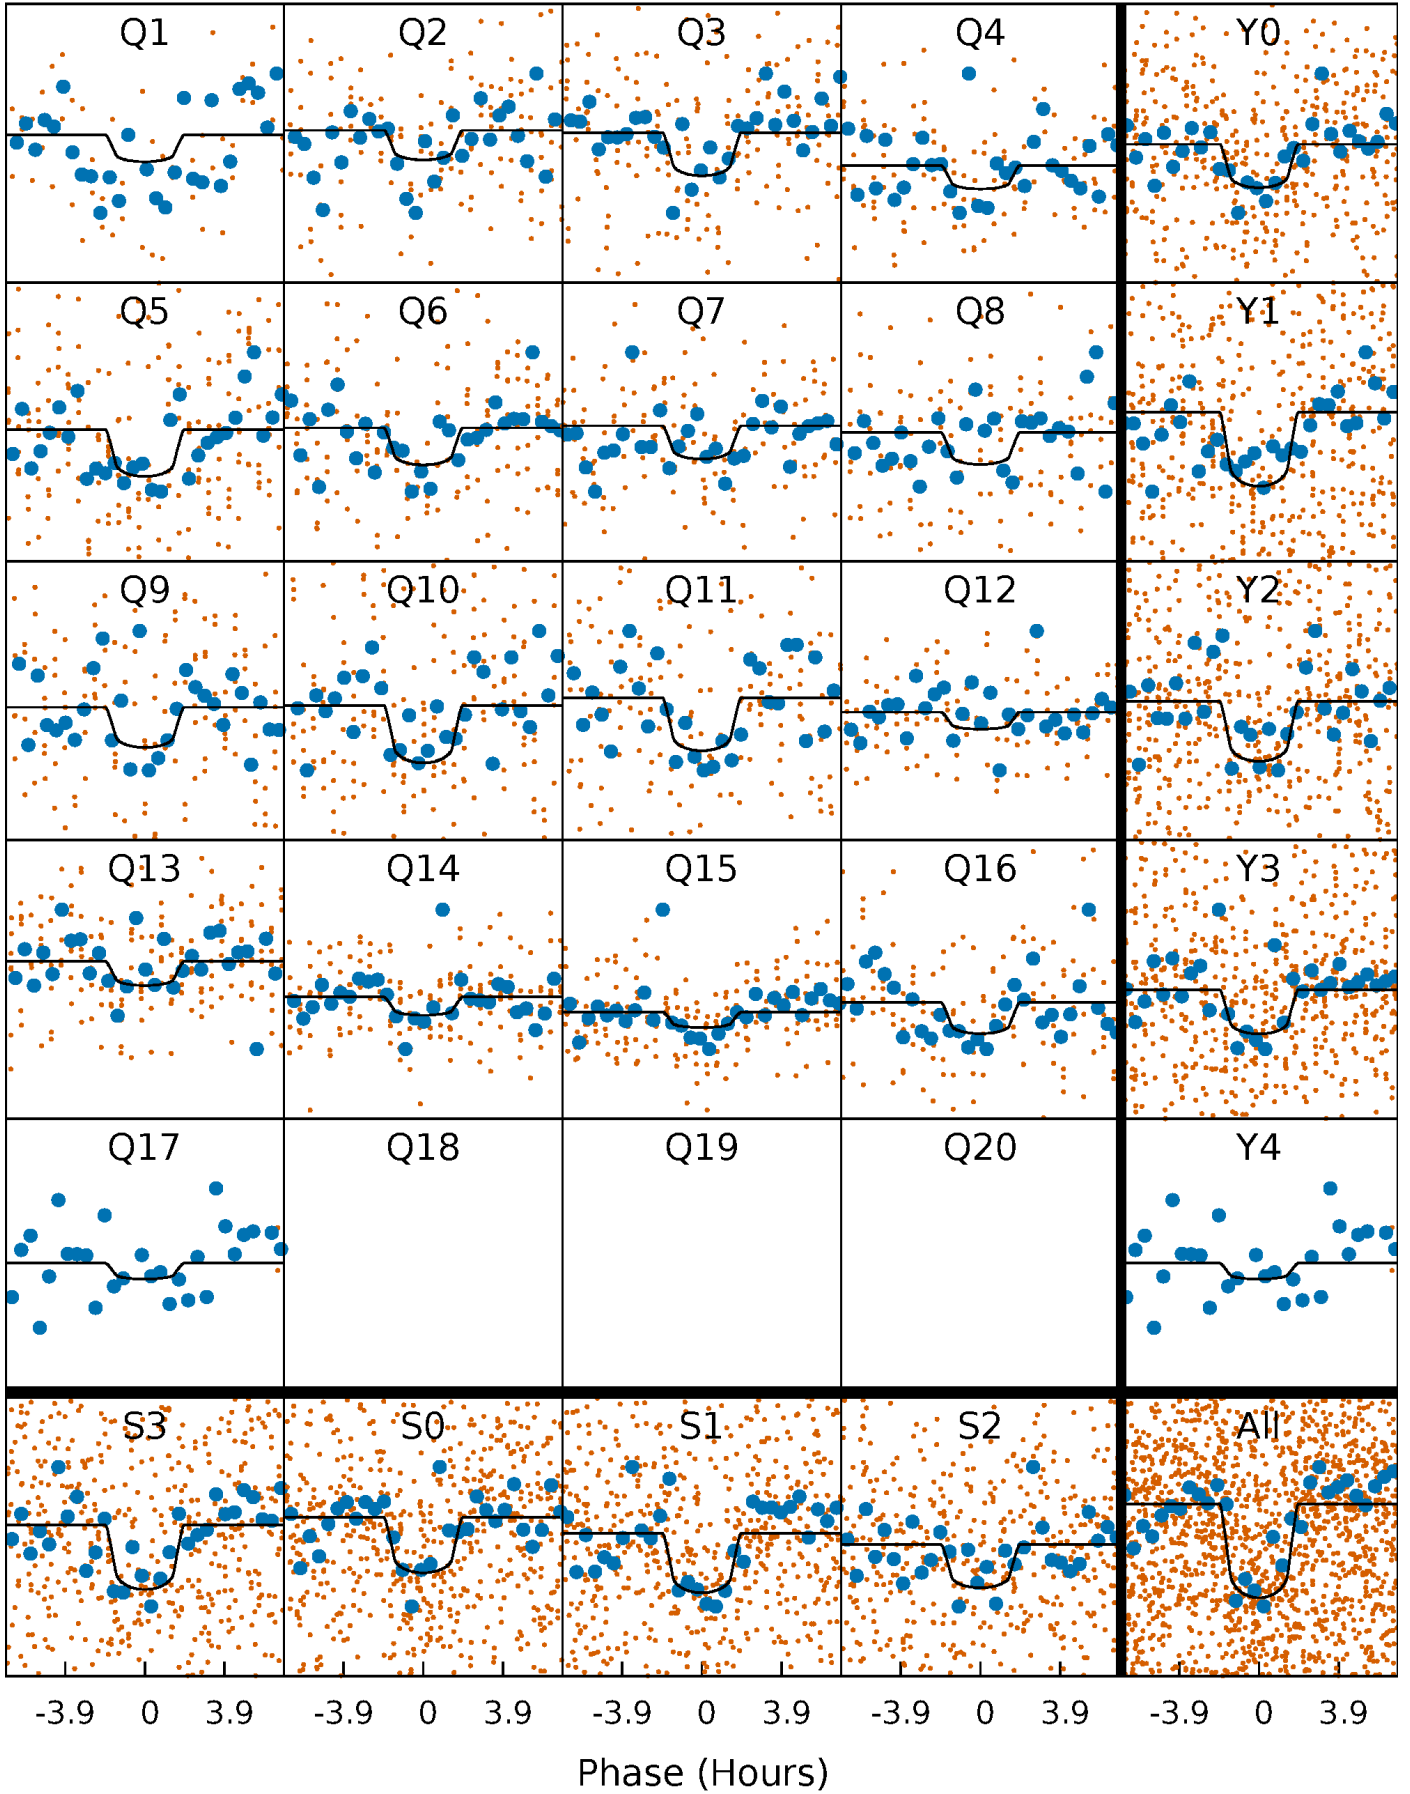 Q1 Q2 Q3 Q4 Y0
Q5 Q6 Q7 Q8 Y1
Q9 Q10 Q11 Q12 Y2
Q13 Q14 Q15 Q16 Y3
Q17 Q18 Q19 Q20 Y4
S3 S0 S1 S2 All
-3.9 0 3.9 -3.9 0 3.9 -3.9 0 3.9 -3.9 0 3.9 -3.9 0 3.9
Phase (Hours)